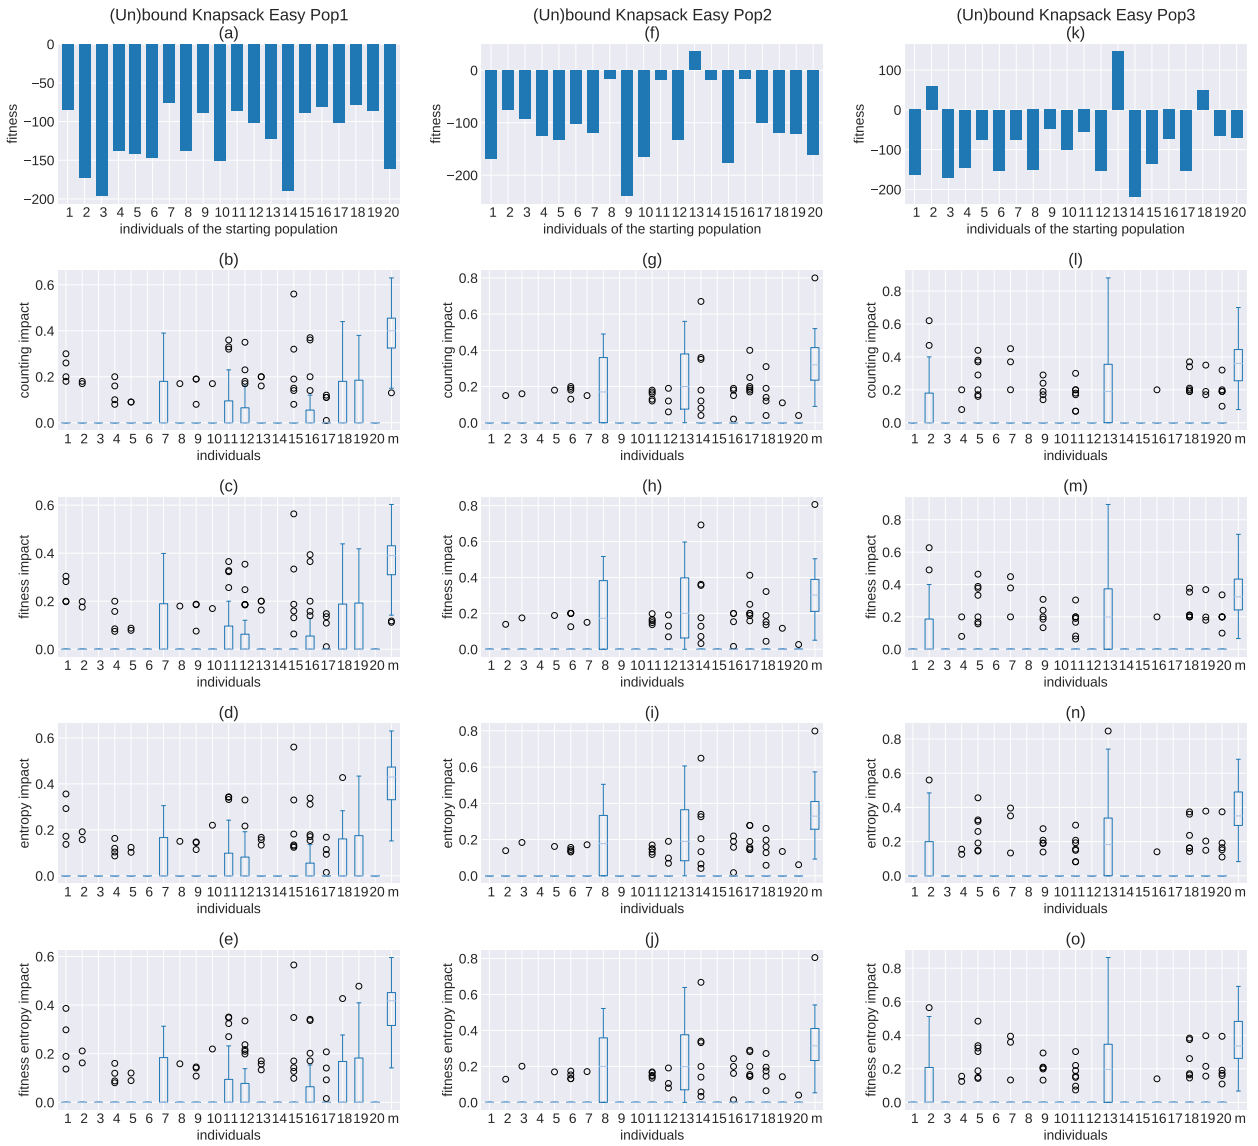 (Un)bound Knapsack Easy Pop1
(a)
0
−50
−100
−150
−200
fitness
1 2 3 4 5 6 7 8 9 10 11 12 13 14 15 16 17 18 19 20
individuals of the starting population
(Un)bound Knapsack Easy Pop2
(f)
0
−100
−200
fitness
1 2 3 4 5 6 7 8 9 10 11 12 13 14 15 16 17 18 19 20
individuals of the starting population
(Un)bound Knapsack Easy Pop3
(k)
100
0
−100
−200
fitness
1 2 3 4 5 6 7 8 9 10 11 12 13 14 15 16 17 18 19 20
individuals of the starting population
(b)
0.4
0.2
0.0
counting impact
1 2 3 4 5 6 7 8 9 10 11 12 13 14 15 16 17 18 19 20 m
individuals
(g)
0.8
0.6
0.4
0.2
0.0
counting impact
1 2 3 4 5 6 7 8 9 10 11 12 13 14 15 16 17 18 19 20 m
individuals
(l)
0.8
0.6
0.4
0.2
0.0
counting impact
1 2 3 4 5 6 7 8 9 10 11 12 13 14 15 16 17 18 19 20 m
individuals
(c)
0.6
0.4
0.2
0.0
fitness impact
1 2 3 4 5 6 7 8 9 10 11 12 13 14 15 16 17 18 19 20 m
individuals
(h)
0.8
0.6
0.4
0.2
0.0
fitness impact
1 2 3 4 5 6 7 8 9 10 11 12 13 14 15 16 17 18 19 20 m
individuals
(m)
0.8
0.6
0.4
0.2
0.0
fitness impact
1 2 3 4 5 6 7 8 9 10 11 12 13 14 15 16 17 18 19 20 m
individuals
(d)
0.6
0.4
0.2
0.0
entropy impact
1 2 3 4 5 6 7 8 9 10 11 12 13 14 15 16 17 18 19 20 m
individuals
(i)
0.8
0.6
0.4
0.2
0.0
entropy impact
1 2 3 4 5 6 7 8 9 10 11 12 13 14 15 16 17 18 19 20 m
individuals
(n)
0.8
0.6
0.4
0.2
0.0
entropy impact
1 2 3 4 5 6 7 8 9 10 11 12 13 14 15 16 17 18 19 20 m
individuals
(e)
0.6
0.4
0.2
0.0
fitness entropy impact
1 2 3 4 5 6 7 8 9 10 11 12 13 14 15 16 17 18 19 20 m
individuals
(j)
0.8
0.6
0.4
0.2
0.0
fitness entropy impact
1 2 3 4 5 6 7 8 9 10 11 12 13 14 15 16 17 18 19 20 m
individuals
(o)
0.8
0.6
0.4
0.2
0.0
fitness entropy impact
1 2 3 4 5 6 7 8 9 10 11 12 13 14 15 16 17 18 19 20 m
individuals